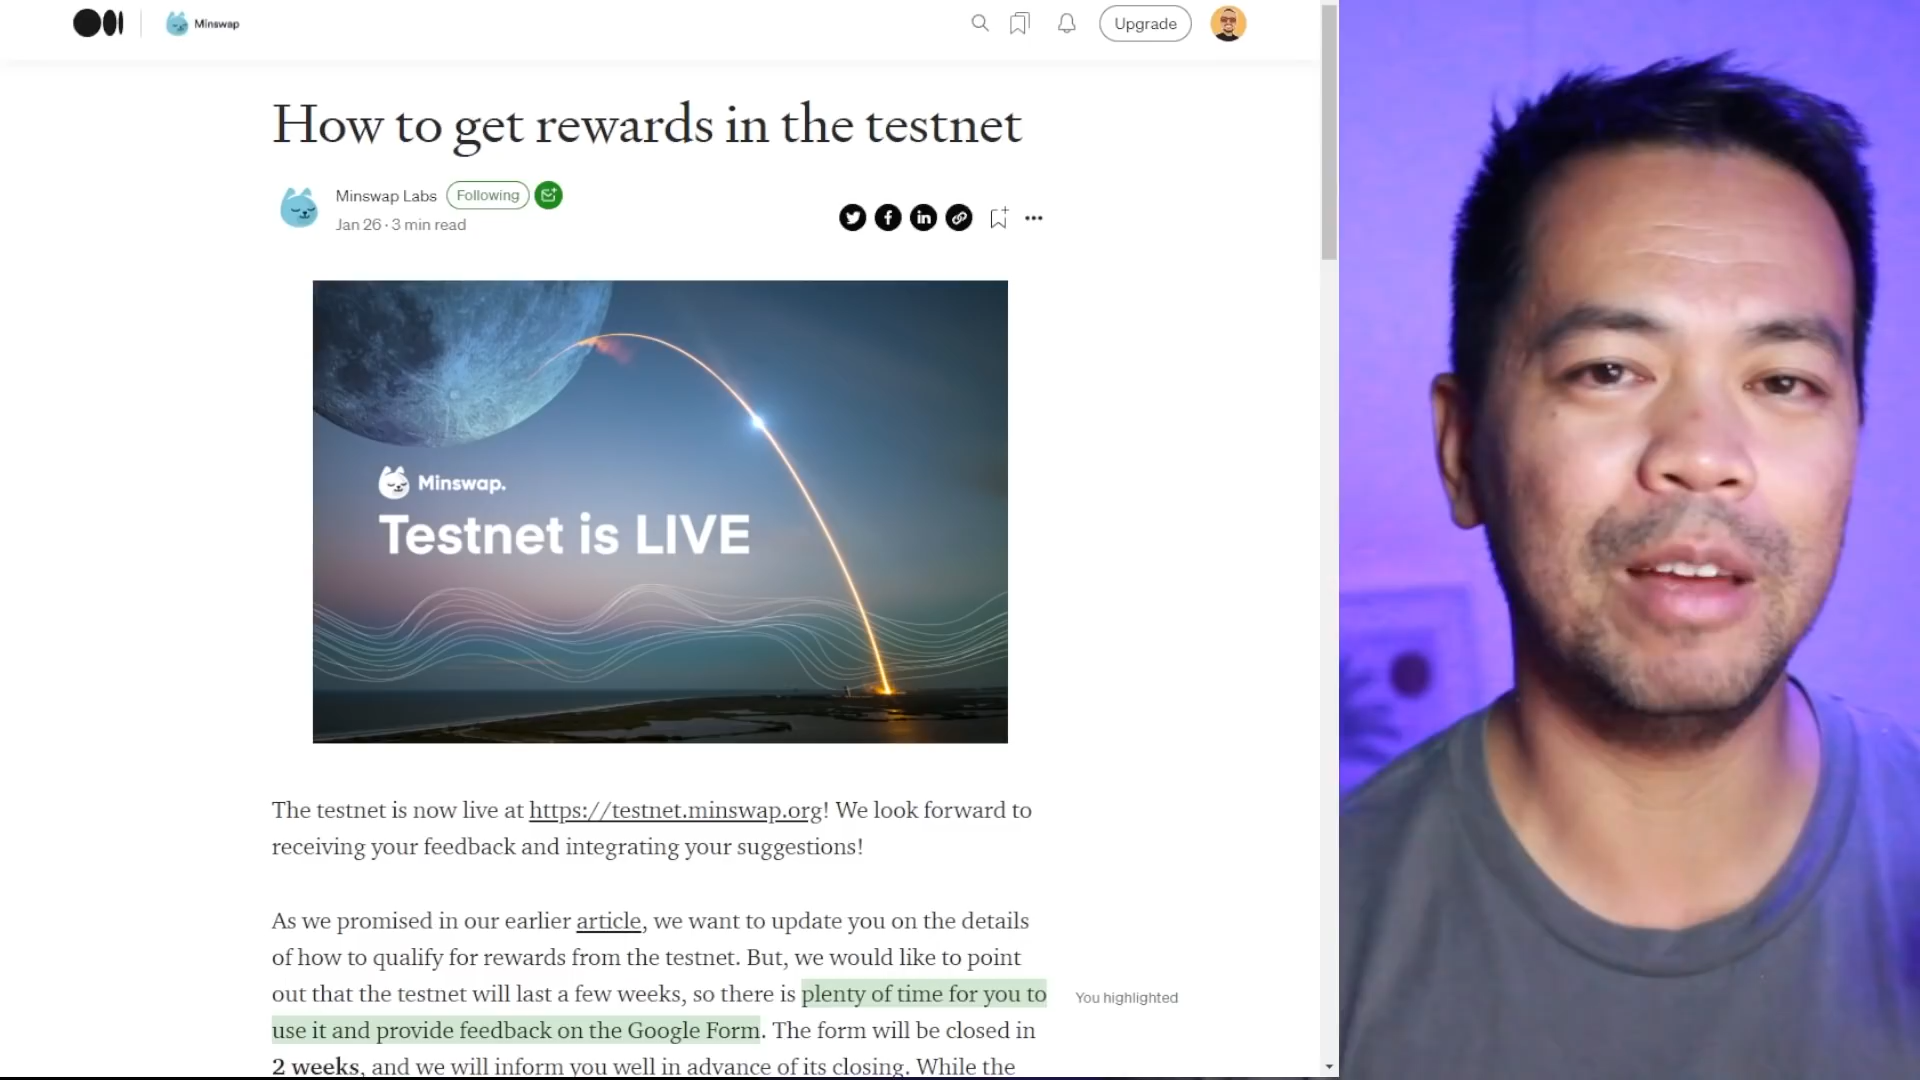 Minswap
Upgrade
How to get rewards in the testnet
Minswap Labs Following
Jan 26 · 3 min read
Minswap.
Testnet is LIVE
The testnet is now live at https://testnet.minswap.org! We look forward to
receiving your feedback and integrating your suggestions!
As we promised in our earlier article, we want to update you on the details
of how to qualify for rewards from the testnet. But, we would like to point
out that the testnet will last a few weeks, so there is plenty of time for you to
You highlighted
use it and provide feedback on the Google Form. The form will be closed in
2 weeks, and we will inform you well in advance of its closing. While the